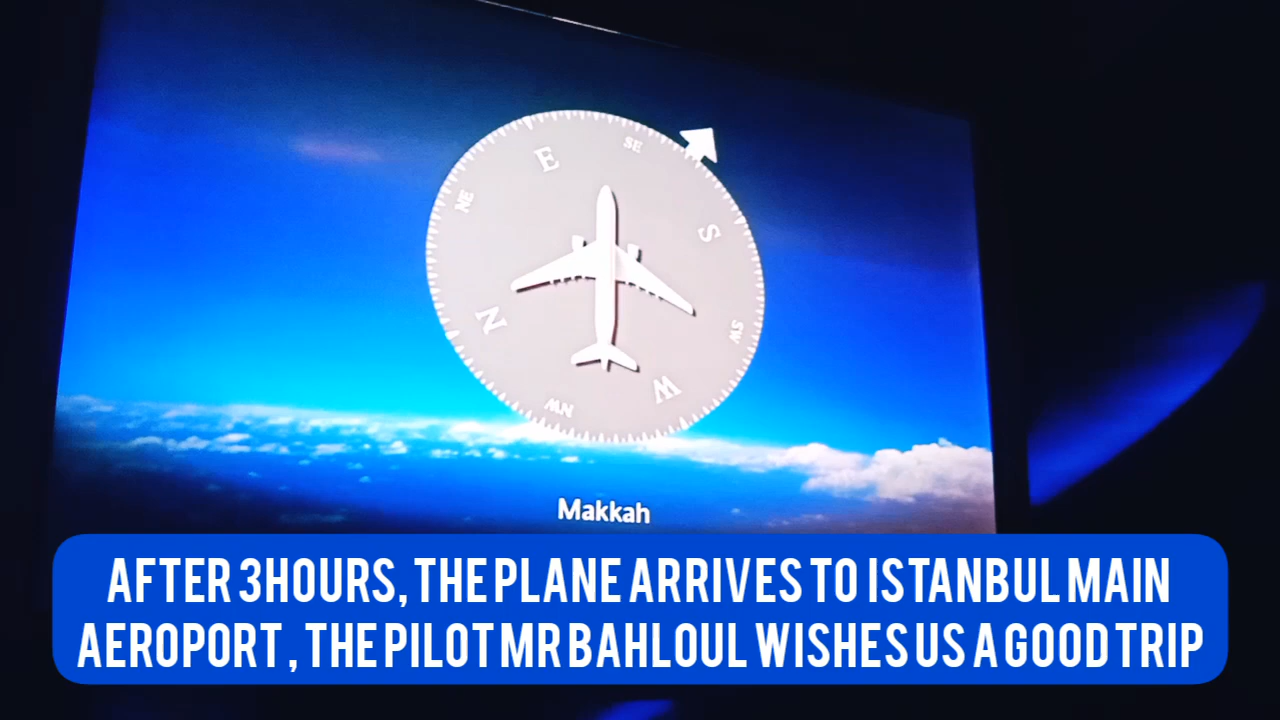 E
SE
NE
S
N
SW
W
NW
Makkah
AFTER 3HOURS, THE PLANE ARRIVES TO ISTANBUL MAIN
AEROPORT , THE PILOT MR BAHLOUL WISHES US A GOOD TRIP